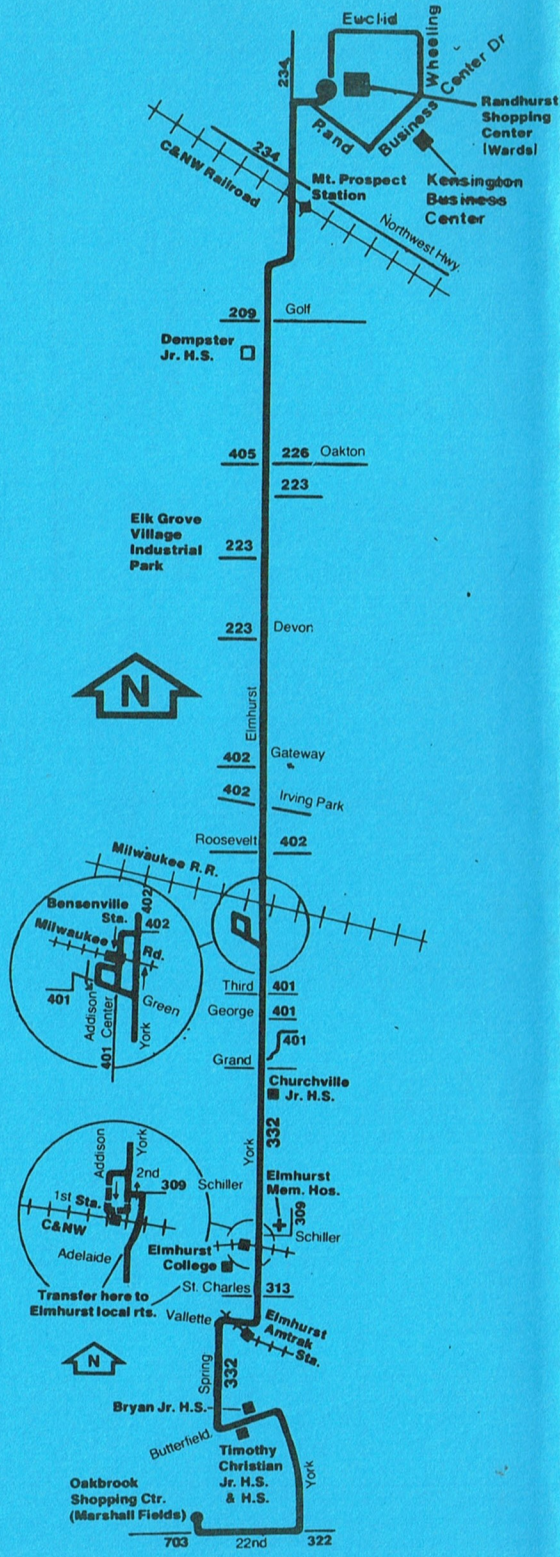 Euclid
Wheeling
Center Dr
Business
Rand
234
Randhurst
Shopping
Center
(Wards)
234
C&NW Railroad
Mt. Prospect
Station
Kensington
Business
Center
Northwest Hwy.
209
Golf
Dempster
Jr. H.S.
405
226 Oakton
223
Elk Grove
Village
Industrial
Park
223
223
Devon
N
Elmhurst
402
Gateway
402
Irving Park
Roosevelt
402
Milwaukee R.R.
Bensenville
Sta.
402
402
Milwaukee
Rd.
401
Addison
Center
401
Green
York
Third
401
George
401
401
Grand
Churchville
Jr. H.S.
332
York
Addison
York
2nd
309
Schiller
1st Sta.
C&NW
Adelaide
Elmhurst
Mem. Hos.
309
Schiller
Elmhurst
College
Transfer here to
Elmhurst local rts.
St. Charles
313
Vallette
Elmhurst
Amtrak
Sta.
N
Spring
332
Bryan Jr. H.S.
Butterfield
Timothy
Christian
Jr. H.S.
& H.S.
York
Oakbrook
Shopping Ctr.
(Marshall Fields)
703
22nd
322